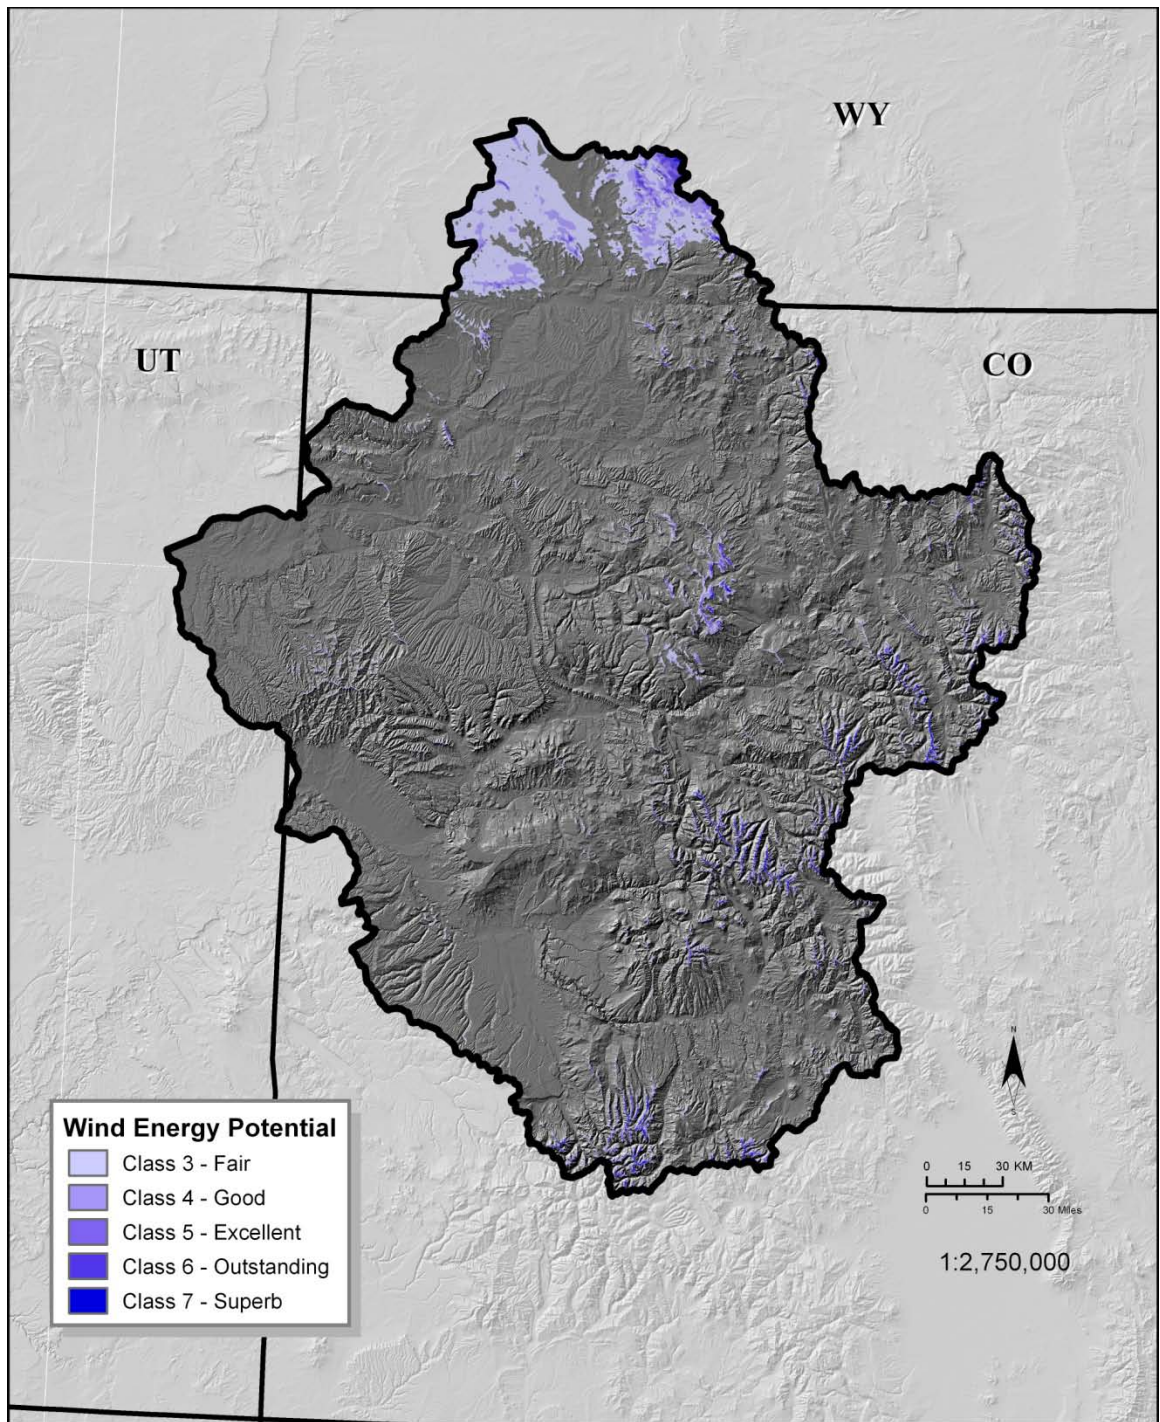 WY
UT
CO
N
S
Wind Energy Potential
Class 3 - Fair
Class 4 - Good
Class 5 - Excellent
Class 6 - Outstanding
Class 7 - Superb
0 15 30 KM
0 15 30 Miles
1:2,750,000